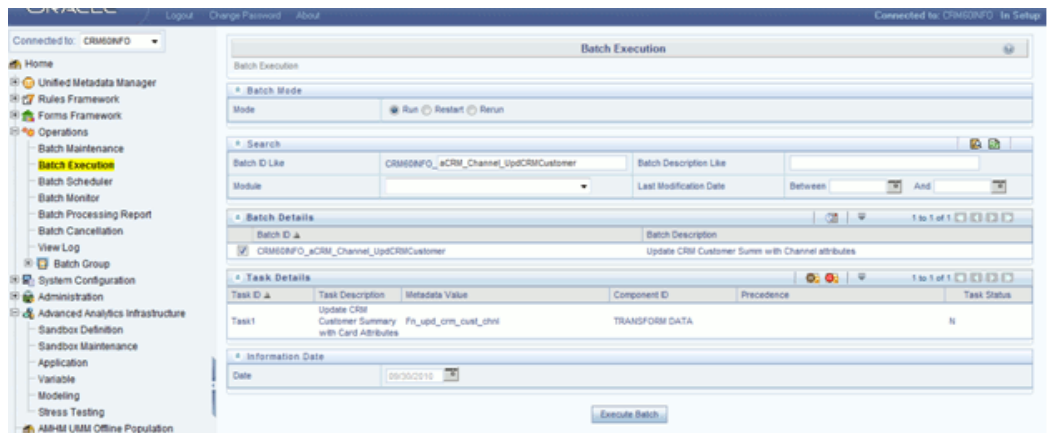 ORACLE Logout Change Password About Connected to: CRM60INFO In Setup
Connected to: CRM60INFO
Home
Unified Metadata Manager
Rules Framework
Forms Framework
Operations
Batch Maintenance
Batch Execution
Batch Scheduler
Batch Monitor
Batch Processing Report
Batch Cancellation
View Log
Batch Group
System Configuration
Administration
Advanced Analytics Infrastructure
Sandbox Definition
Sandbox Maintenance
Application
Variable
Modeling
Stress Testing
AMHM UMM Offline Population
Batch Execution
Batch Execution
Batch Mode
Mode Run Restart Rerun
Search
Batch ID Like CRM60INFO_ aCRM_Channel_UpdCRMCustomer Batch Description Like
Module Last Modification Date Between And
Batch Details 1 to 1 of 1
Batch ID Batch Description
CRM60INFO_aCRM_Channel_UpdCRMCustomer Update CRM Customer Summ with Channel attributes
Task Details 1 to 1 of 1
Task ID Task Description Metadata Value Component ID Precedence Task Status
Task1 Update CRM Customer Summary with Card Attributes Fn_upd_crm_cust_chnl TRANSFORM DATA N
Information Date
Date 09/30/2010
Execute Batch